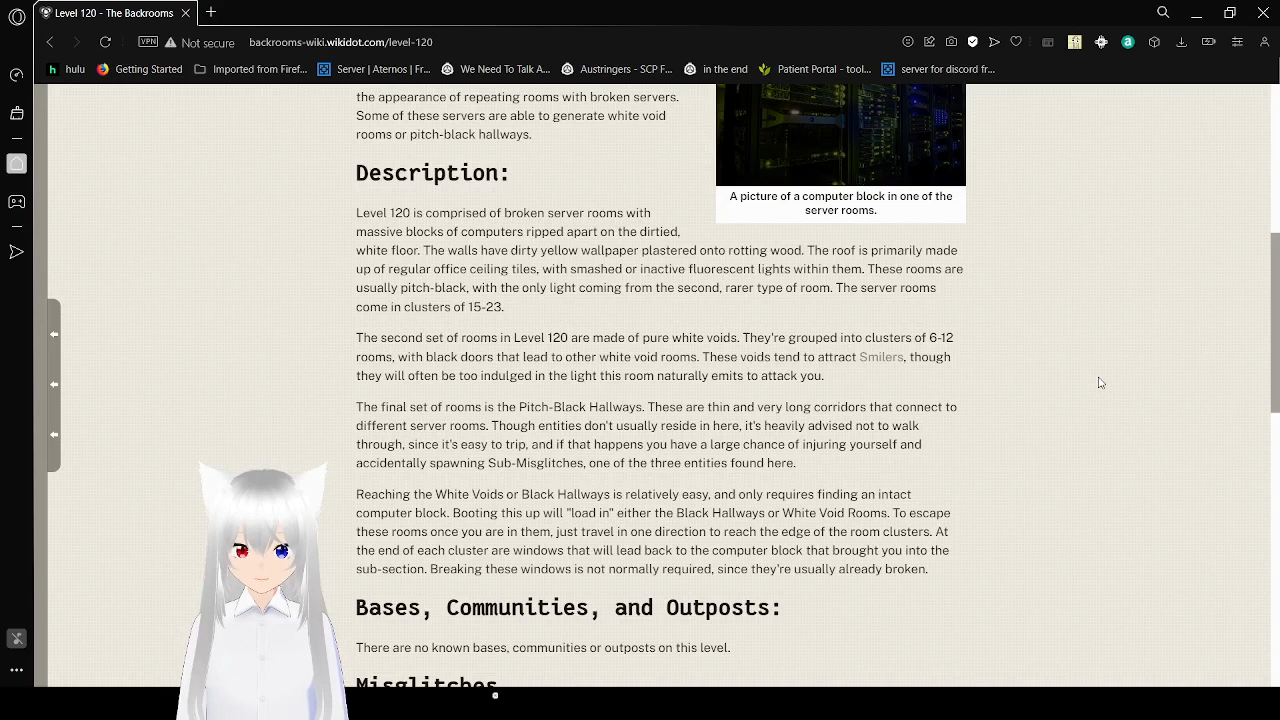 Level 120 - The Backrooms
VPN Not secure backrooms-wiki.wikidot.com/level-120
hulu Getting Started Imported from Firef... Server | Aternos | Fr... We Need To Talk A... Austringers - SCP F... in the end Patient Portal - tool... server for discord fr...
the appearance of repeating rooms with broken servers.
Some of these servers are able to generate white void
rooms or pitch-black hallways.
A picture of a computer block in one of the
server rooms.
Description:
Level 120 is comprised of broken server rooms with
massive blocks of computers ripped apart on the dirtied,
white floor. The walls have dirty yellow wallpaper plastered onto rotting wood. The roof is primarily made
up of regular office ceiling tiles, with smashed or inactive fluorescent lights within them. These rooms are
usually pitch-black, with the only light coming from the second, rarer type of room. The server rooms
come in clusters of 15-23.
The second set of rooms in Level 120 are made of pure white voids. They're grouped into clusters of 6-12
rooms, with black doors that lead to other white void rooms. These voids tend to attract Smilers, though
they will often be too indulged in the light this room naturally emits to attack you.
The final set of rooms is the Pitch-Black Hallways. These are thin and very long corridors that connect to
different server rooms. Though entities don't usually reside in here, it's heavily advised not to walk
through, since it's easy to trip, and if that happens you have a large chance of injuring yourself and
accidentally spawning Sub-Misglitches, one of the three entities found here.
Reaching the White Voids or Black Hallways is relatively easy, and only requires finding an intact
computer block. Booting this up will "load in" either the Black Hallways or White Void Rooms. To escape
these rooms once you are in them, just travel in one direction to reach the edge of the room clusters. At
the end of each cluster are windows that will lead back to the computer block that brought you into the
sub-section. Breaking these windows is not normally required, since they're usually already broken.
Bases, Communities, and Outposts:
There are no known bases, communities or outposts on this level.
Misglitches